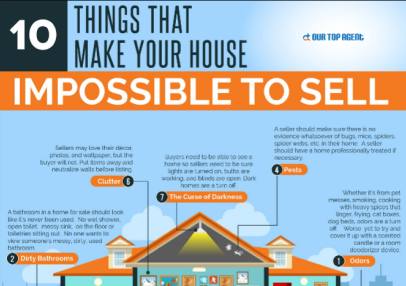 10
THINGS THAT
MAKE YOUR HOUSE
OUR TOP AGENT
IMPOSSIBLE TO SELL
A seller should make sure there is no
evidence whatsoever of bugs, mice, spiders,
spider webs, etc. in their home. A seller
should have a home professionally treated if
necessary.
4 Pests
Sellers may love their décor,
photos, and wallpaper, but the
buyer will not. Put items away and
neutralize walls before listing.
Clutter 6
Buyers need to be able to see a
home so sellers need to be sure
lights are turned on, bulbs are
working, and blinds are open. Dark
homes are a turn off.
7 The Curse of Darkness
Whether it's from pet
messes, smoking, cooking
with heavy spices that
linger, frying, cat boxes,
dog beds, odors are a turn
off. Worse yet to try and
cover it up with a scented
candle or a room
deodorizer device.
1 Odors
A bathroom in a home for sale should look
like it's never been used. No wet shower,
open toilet, messy sink, on the floor or
toiletries sitting out. No one wants to
view someone's messy, dirty, used
bathroom.
2 Dirty Bathrooms